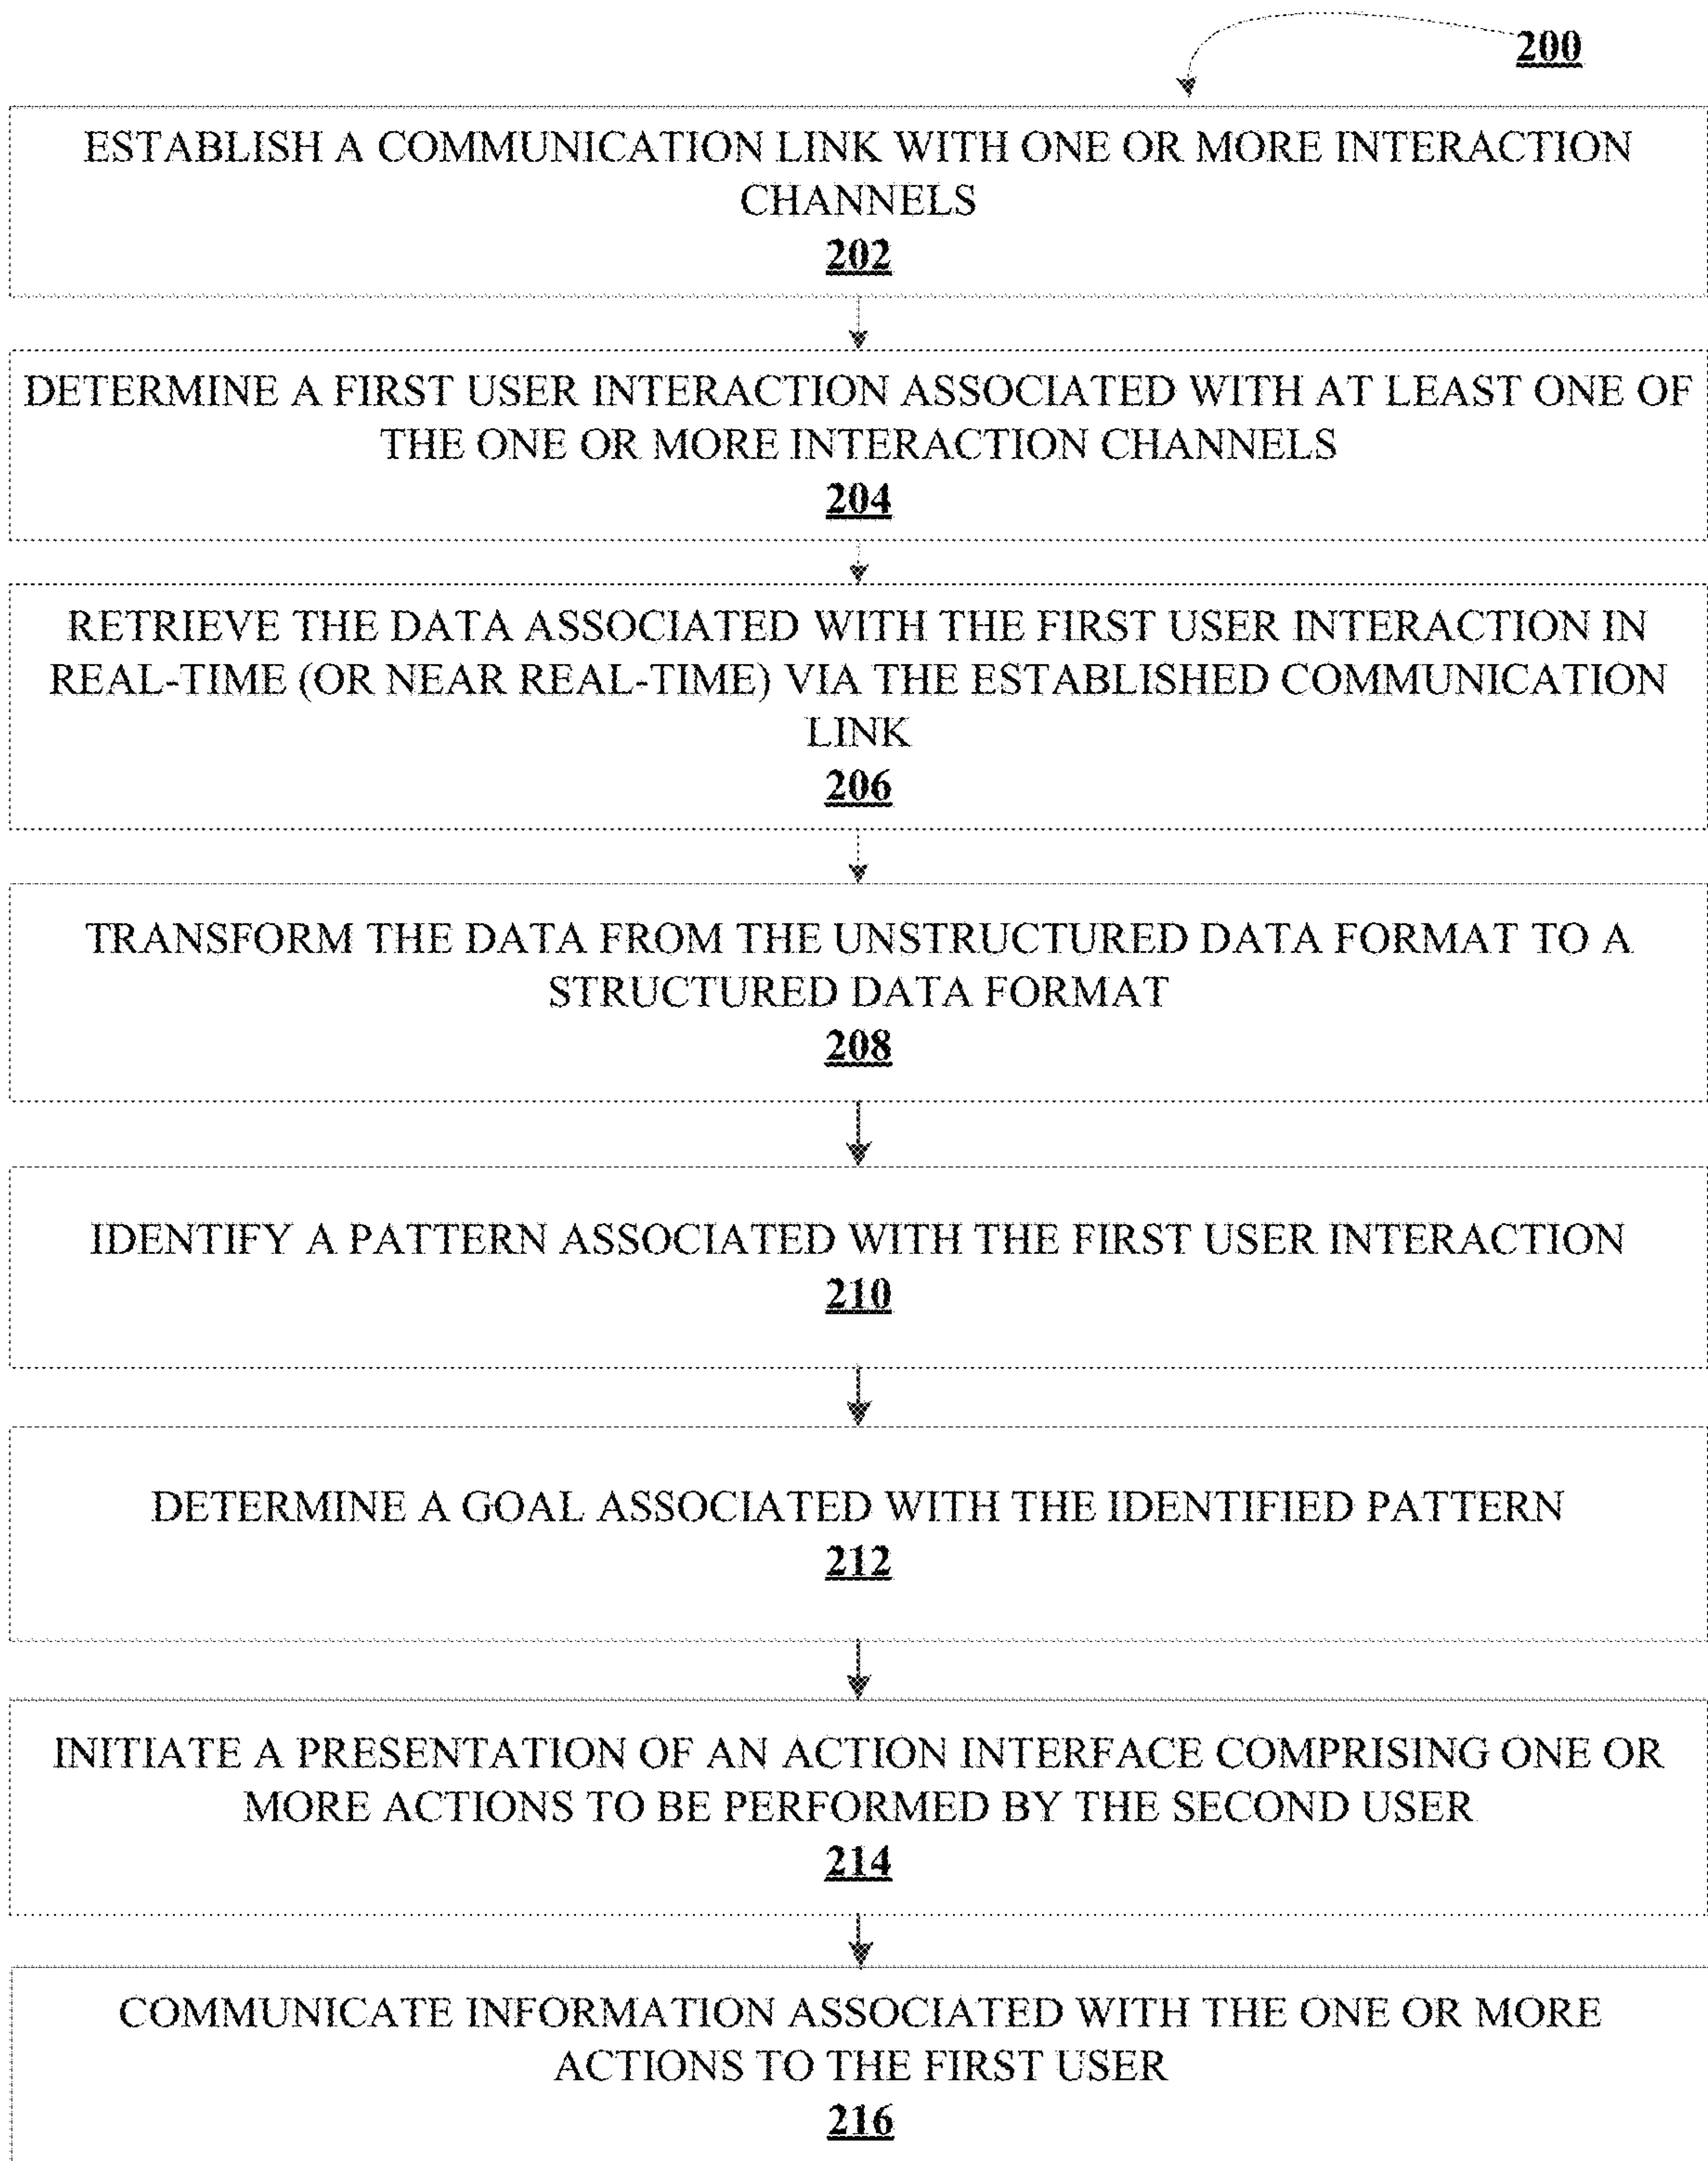 200
ESTABLISH A COMMUNICATION LINK WITH ONE OR MORE INTERACTION
CHANNELS
202
DETERMINE A FIRST USER INTERACTION ASSOCIATED WITH AT LEAST ONE OF
THE ONE OR MORE INTERACTION CHANNELS
204
RETRIEVE THE DATA ASSOCIATED WITH THE FIRST USER INTERACTION IN
REAL-TIME (OR NEAR REAL-TIME) VIA THE ESTABLISHED COMMUNICATION
LINK
206
TRANSFORM THE DATA FROM THE UNSTRUCTURED DATA FORMAT TO A
STRUCTURED DATA FORMAT
208
IDENTIFY A PATTERN ASSOCIATED WITH THE FIRST USER INTERACTION
210
DETERMINE A GOAL ASSOCIATED WITH THE IDENTIFIED PATTERN
212
INITIATE A PRESENTATION OF AN ACTION INTERFACE COMPRISING ONE OR
MORE ACTIONS TO BE PERFORMED BY THE SECOND USER
214
COMMUNICATE INFORMATION ASSOCIATED WITH THE ONE OR MORE
ACTIONS TO THE FIRST USER
216